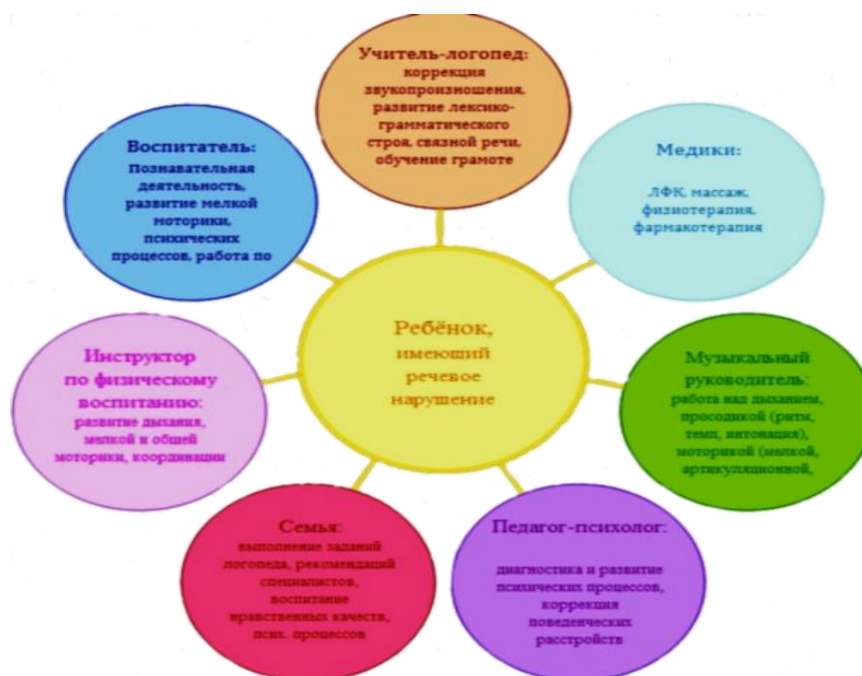 Учитель-логопед:
коррекция
звукопроизношения,
развитие лексико-
грамматического
строя, связной речи,
обучение грамоте
Воспитатель:
Познавательная
деятельность,
развитие мелкой
моторики,
психических
процессов, работа по
Медики:
ЛФК, массаж,
физиотерапия,
фармакотерапия
Ребёнок,
имеющий
речевое
нарушение
Инструктор
по физическому
воспитанию:
развитие дыхания,
мелкой и общей
моторики, координации
Музыкальный
руководитель:
работа над дыханием,
просодикой (ритм,
темп, интонация),
моторикой (мелкой,
артикуляционной,
Семья:
выполнение заданий
логопеда, рекомендаций
специалистов,
воспитание
нравственных качеств,
псих. процессов
Педагог-психолог:
диагностика и развитие
психических процессов,
коррекция
поведенческих
расстройств